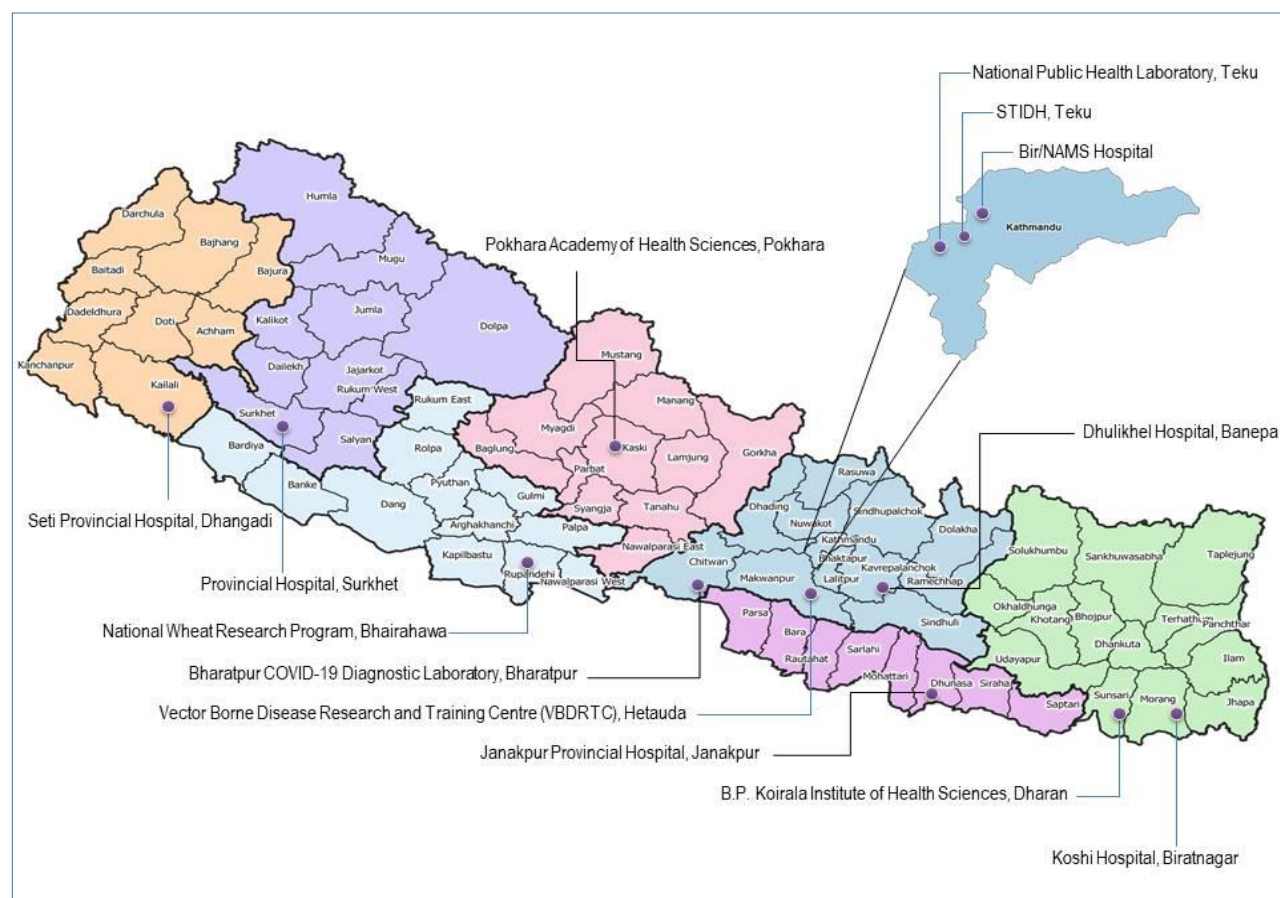 National Public Health Laboratory, Teku
STIDH, Teku
Bir/NAMS Hospital
Kathmandu
Humla
Darchula
Bajhang
Pokhara Academy of Health Sciences, Pokhara
Mugu
Baitadi
Bajura
Dadeldhura
Doti
Achham
Kalikot
Jumla
Dolpa
Kanchanpur
Dailekh
Jajarkot
Mustang
Kailali
Rukum West
Rukum East
Manang
Surkhet
Salyan
Myagdi
Kaski
Dhulikhel Hospital, Banepa
Bardiya
Rolpa
Baglung
Lamjung
Gorkha
Parbat
Rasuwa
Banke
Pyuthan
Gulmi
Syangja
Tanahu
Dhading
Sindhupalchok
Dang
Nuwakot
Dolakha
Seti Provincial Hospital, Dhangadi
Arghakhanchi
Palpa
Kathmandu
Solukhumbu
Sankhuwasabha
Taplejung
Nawalparasi East
Bhaktapur
Kapilbastu
Chitwan
Kavrepalanchok
Rupandehi
Nawalparasi West
Makwanpur
Lalitpur
Ramechhap
Provincial Hospital, Surkhet
Okhaldhunga
Khotang
Bhojpur
Terhathum
Panchthar
Parsa
Sindhuli
National Wheat Research Program, Bhairahawa
Bara
Dhankuta
Rautahat
Sarlahi
Udayapur
Ilam
Bharatpur COVID-19 Diagnostic Laboratory, Bharatpur
Mohattari
Dhunasa
Siraha
Sunsari
Morang
Jhapa
Saptari
Vector Borne Disease Research and Training Centre (VBDRTC), Hetauda
Janakpur Provincial Hospital, Janakpur
B.P. Koirala Institute of Health Sciences, Dharan
Koshi Hospital, Biratnagar